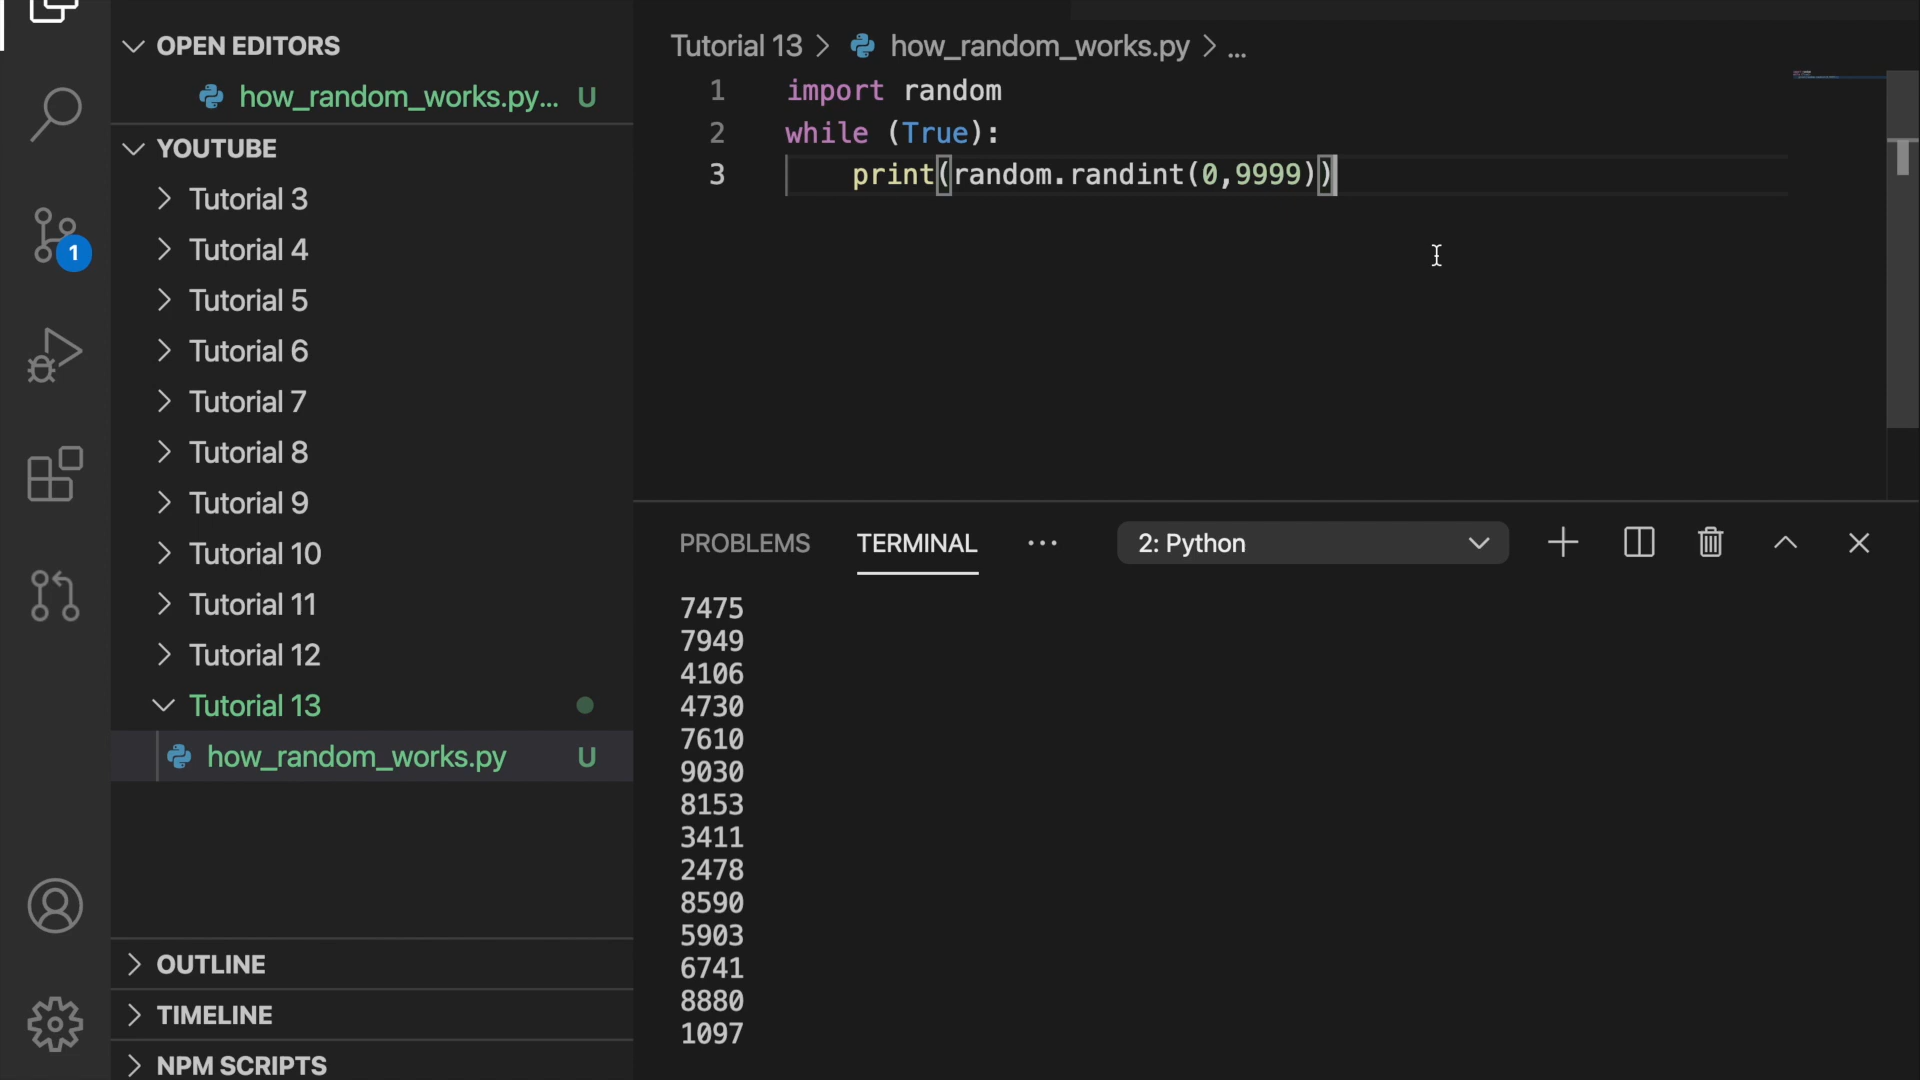 OPEN EDITORS
how_random_works.py... U
YOUTUBE
Tutorial 3
Tutorial 4
Tutorial 5
Tutorial 6
Tutorial 7
Tutorial 8
Tutorial 9
Tutorial 10
Tutorial 11
Tutorial 12
Tutorial 13
how_random_works.py U
OUTLINE
TIMELINE
NPM SCRIPTS
1
Tutorial 13 > how_random_works.py > ...
1 import random
2 while (True):
3 print(random.randint(0,9999))
PROBLEMS TERMINAL ... 2: Python
7475
7949
4106
4730
7610
9030
8153
3411
2478
8590
5903
6741
8880
1097